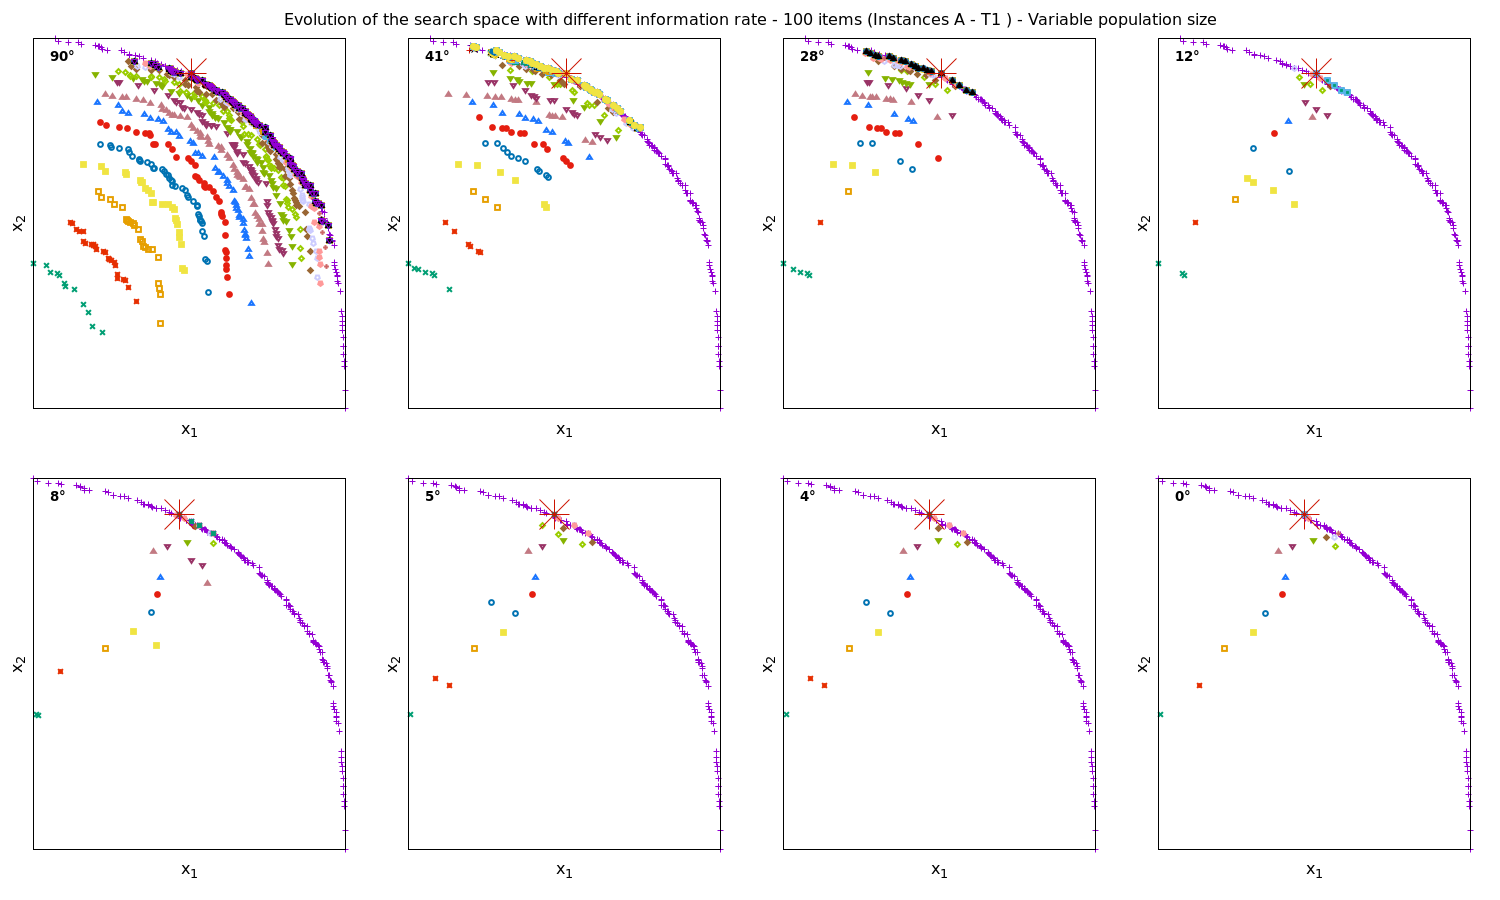 Evolution of the search space with different information rate - 100 items (Instances A - T1 ) - Variable population size
90°
41°
28°
12°
x2
x2
x2
x2
x1
x1
x1
x1
8°
5°
4°
0°
x2
x2
x2
x2
x1
x1
x1
x1